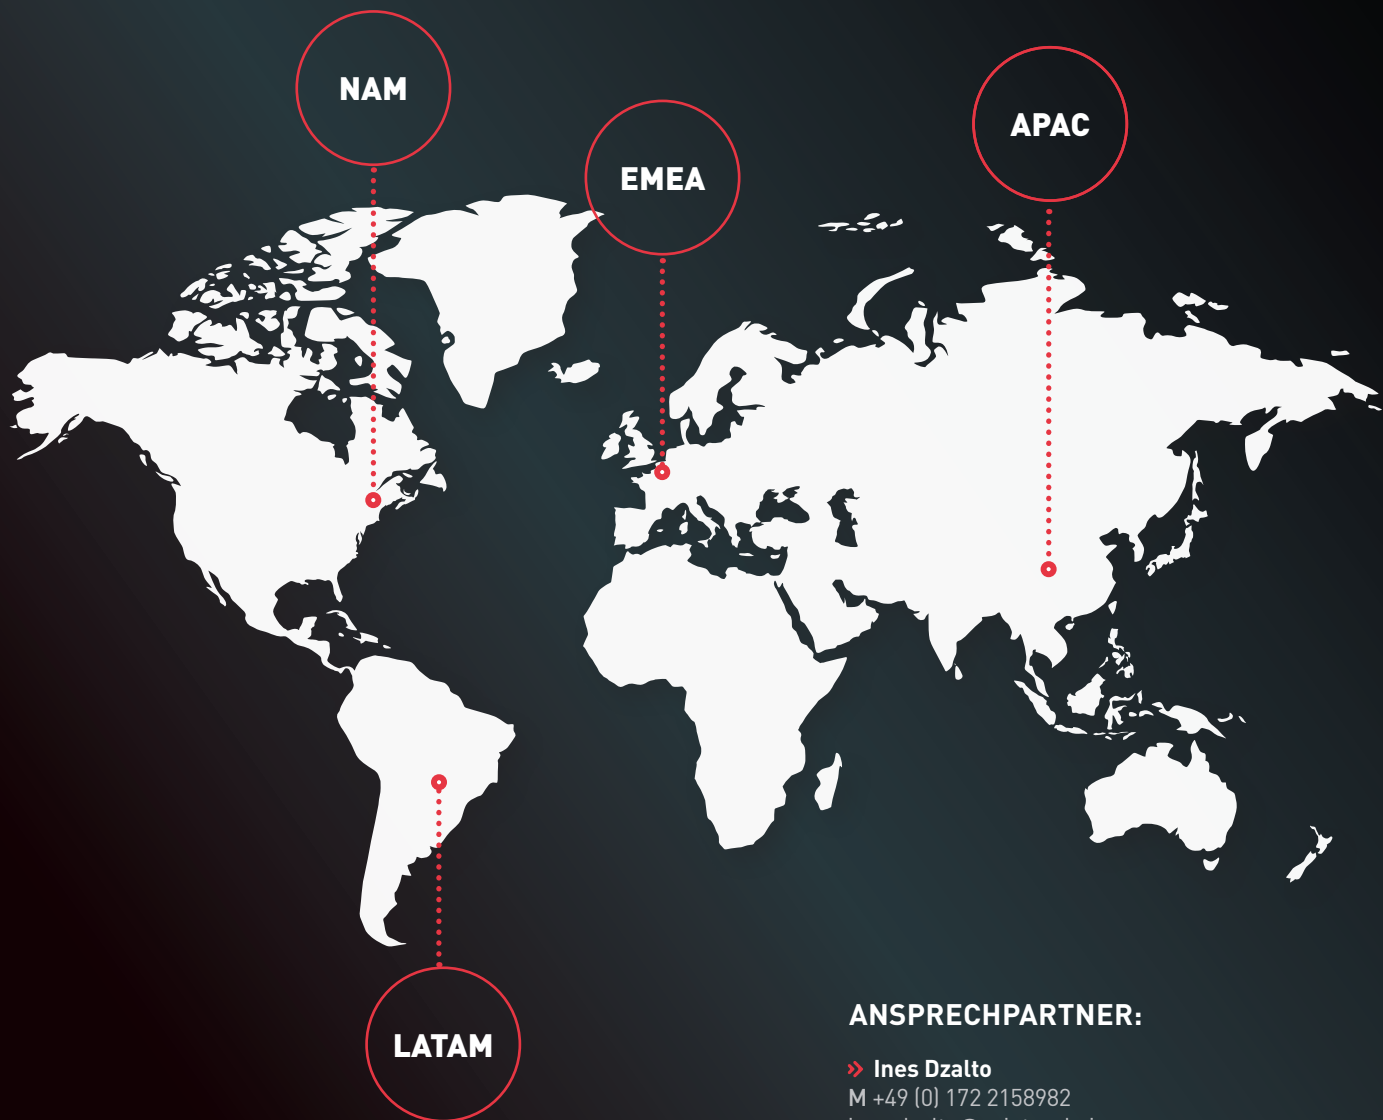 NAM
EMEA
APAC
LATAM
ANSPRECHPARTNER:
Ines Dzalto
M +49 (0) 172 2158982